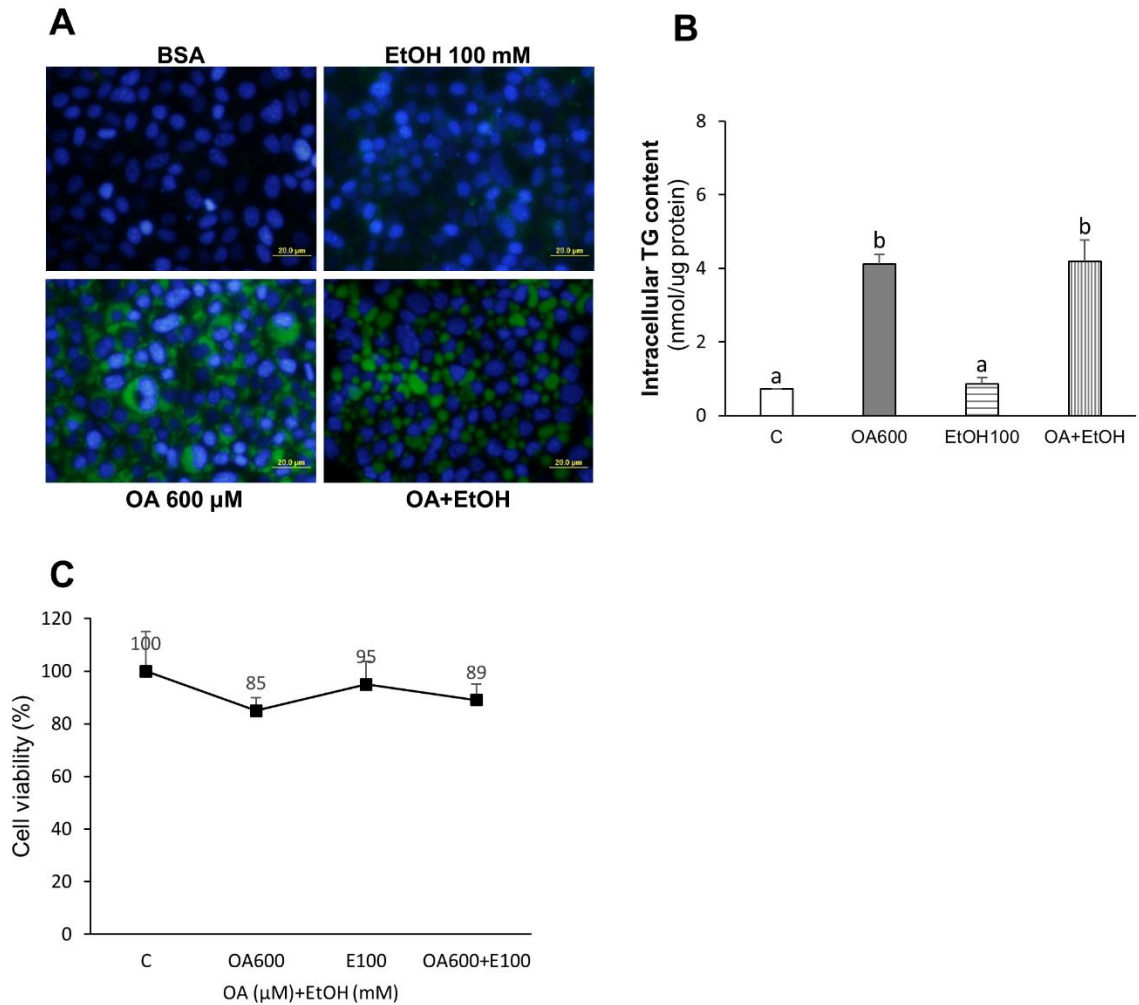 A
BSA
EtOH 100 mM
20.0 µm
20.0 µm
20.0 µm
20.0 µm
OA 600 µM
OA+EtOH
B
Intracellular TG content
(nmol/ug protein)
8
6
4
2
0
a
b
a
b
C
OA600
EtOH100
OA+EtOH
C
Cell viability (%)
120
100
80
60
40
20
0
100
85
95
89
C
OA600
E100
OA600+E100
OA (µM)+EtOH (mM)